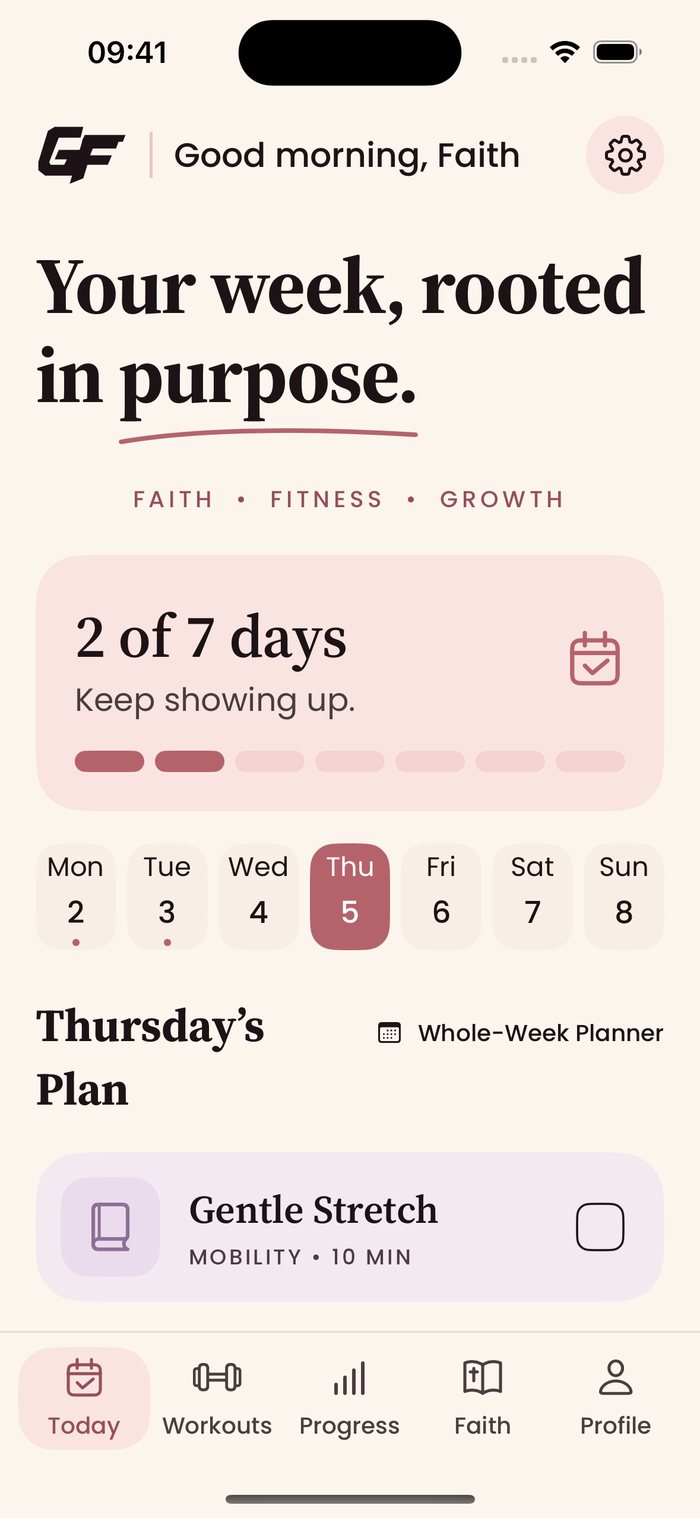 09:41
GF
Good morning, Faith
Your week, rooted
in purpose.
FAITH • FITNESS • GROWTH
2 of 7 days
Keep showing up.
Mon Tue Wed Thu Fri Sat Sun
2 3 4 5 6 7 8
Thursday’s
Plan
Whole-Week Planner
Gentle Stretch
MOBILITY • 10 MIN
Today Workouts Progress Faith Profile